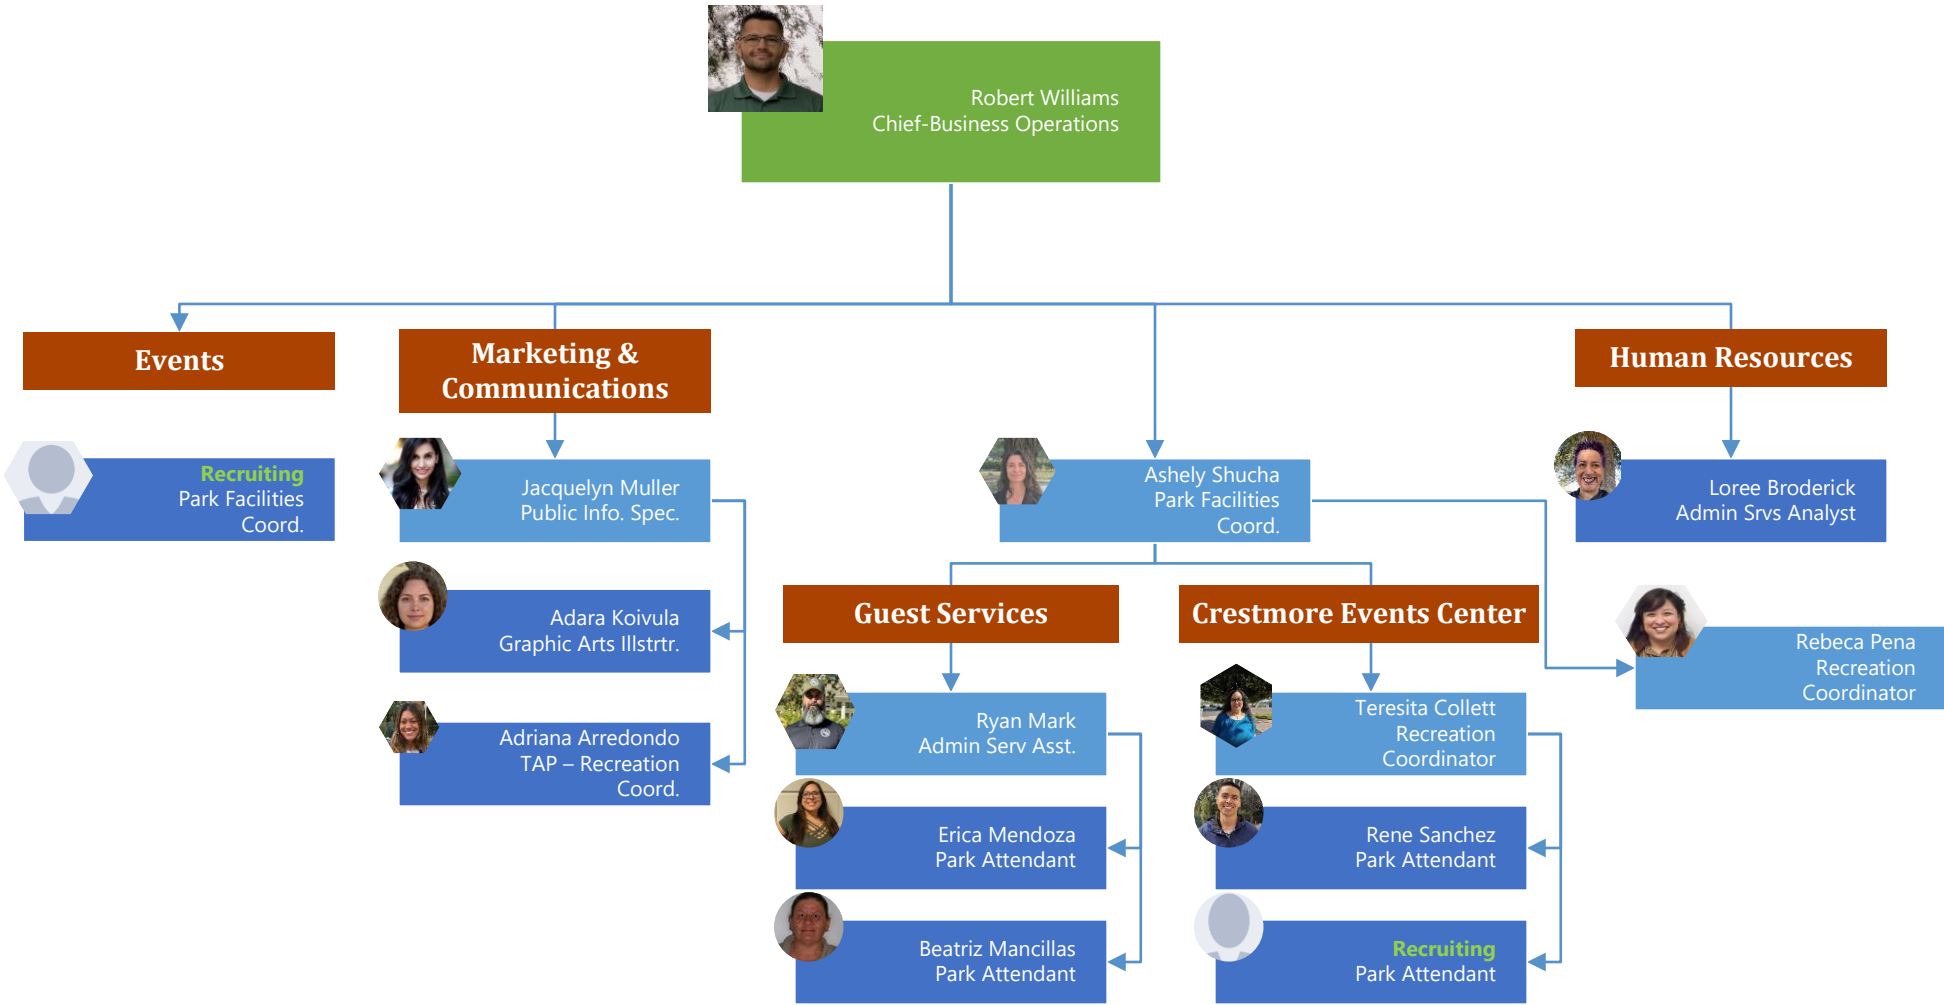 Robert Williams
Chief-Business Operations
Events
Marketing &
Communications
Human Resources
Recruiting
Park Facilities
Coord.
Jacquelyn Muller
Public Info. Spec.
Ashely Shucha
Park Facilities
Coord.
Loree Broderick
Admin Srvs Analyst
Adara Koivula
Graphic Arts Illstrtr.
Guest Services
Crestmore Events Center
Rebeca Pena
Recreation
Coordinator
Adriana Arredondo
TAP – Recreation
Coord.
Ryan Mark
Admin Serv Asst.
Teresita Collett
Recreation
Coordinator
Erica Mendoza
Park Attendant
Rene Sanchez
Park Attendant
Beatriz Mancillas
Park Attendant
Recruiting
Park Attendant